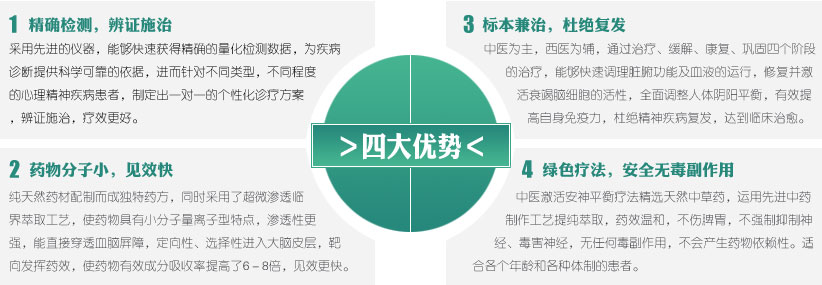 1 精确检测，辨证施治
采用先进的仪器，能够快速获得精确的量化检测数据，为疾病
诊断提供科学可靠的依据，进而针对不同类型，不同程度
的心理精神疾病患者，制定出一对一的个性化诊疗方案
，辨证施治，疗效更好。
2 药物分子小，见效快
纯天然药材配制而成独特药方，同时采用了超微渗透临
界萃取工艺，使药物具有小分子量离子型特点，渗透性更
强，能直接穿透血脑屏障，定向性、选择性进入大脑皮层，靶
向发挥药效，使药物有效成分吸收率提高了6－8倍，见效更快。
>四大优势<
3 标本兼治，杜绝复发
中医为主，西医为辅，通过治疗、缓解、康复、巩固四个阶段
的治疗，能够快速调理脏腑功能及血液的运行，修复并激
活衰竭脑细胞的活性，全面调整人体阴阳平衡，有效提
高自身免疫力，杜绝精神疾病复发，达到临床治愈。
4 绿色疗法，安全无毒副作用
中医激活安神平衡疗法精选天然中草药，运用先进中药
制作工艺提纯萃取，药效温和，不伤脾胃，不强制抑制神
经、毒害神经，无任何毒副作用，不会产生药物依赖性。适
合各个年龄和各种体制的患者。